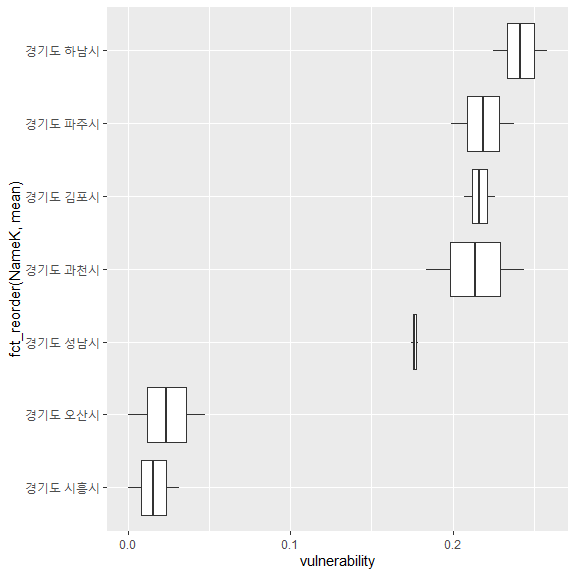 fct_reorder(NameK, mean)
경기도 하남시
경기도 파주시
경기도 김포시
경기도 과천시
경기도 성남시
경기도 오산시
경기도 시흥시
0.0
0.1
0.2
vulnerability